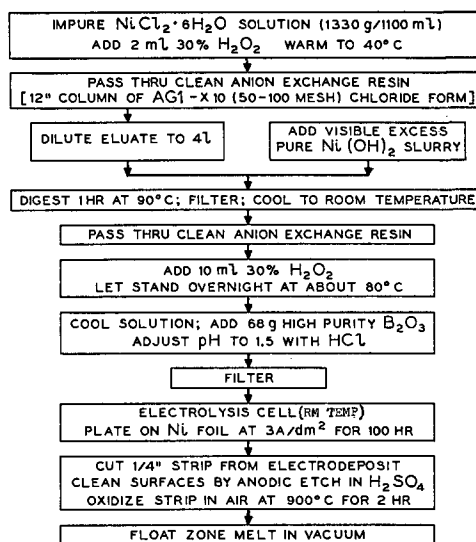 IMPURE NiCl2·6H2O SOLUTION (1330 g/1100 ml)
ADD 2 ml 30% H2O2 WARM TO 40°C
PASS THRU CLEAN ANION EXCHANGE RESIN
[12" COLUMN OF AG1-X10 (50-100 MESH) CHLORIDE FORM]
DILUTE ELUATE TO 4l
ADD VISIBLE EXCESS
PURE Ni(OH)2 SLURRY
DIGEST 1HR AT 90°C; FILTER; COOL TO ROOM TEMPERATURE
PASS THRU CLEAN ANION EXCHANGE RESIN
ADD 10 ml 30% H2O2
LET STAND OVERNIGHT AT ABOUT 80°C
COOL SOLUTION; ADD 68 g HIGH PURITY B2O3
ADJUST pH TO 1.5 WITH HCl
FILTER
ELECTROLYSIS CELL (RM TEMP)
PLATE ON Ni FOIL AT 3A/dm2 FOR 100 HR
CUT 1/4" STRIP FROM ELECTRODEPOSIT
CLEAN SURFACES BY ANODIC ETCH IN H2SO4
OXIDIZE STRIP IN AIR AT 900°C FOR 2 HR
FLOAT ZONE MELT IN VACUUM